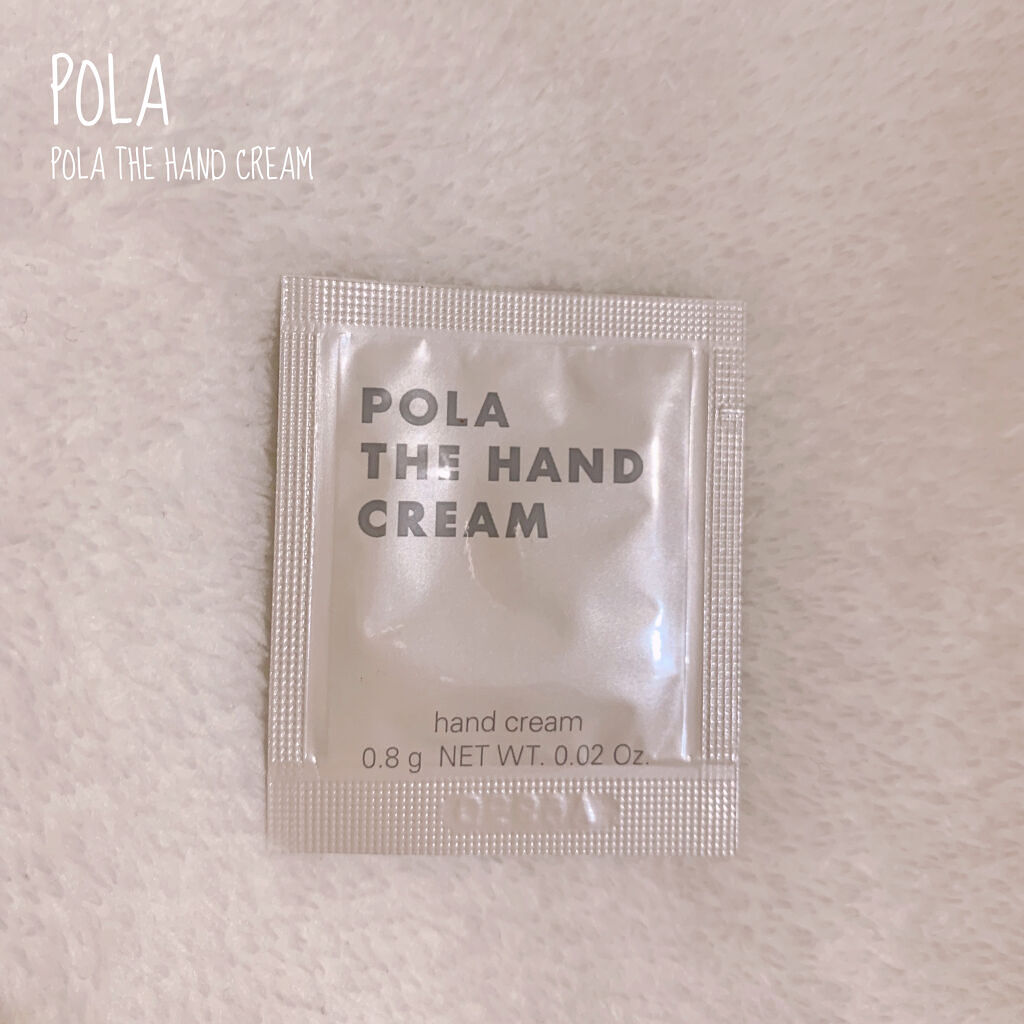 POLA
POLA THE HAND CREAM
POLA
THE HAND
CREAM
hand cream
0.8 g NET WT. 0.02 Oz.